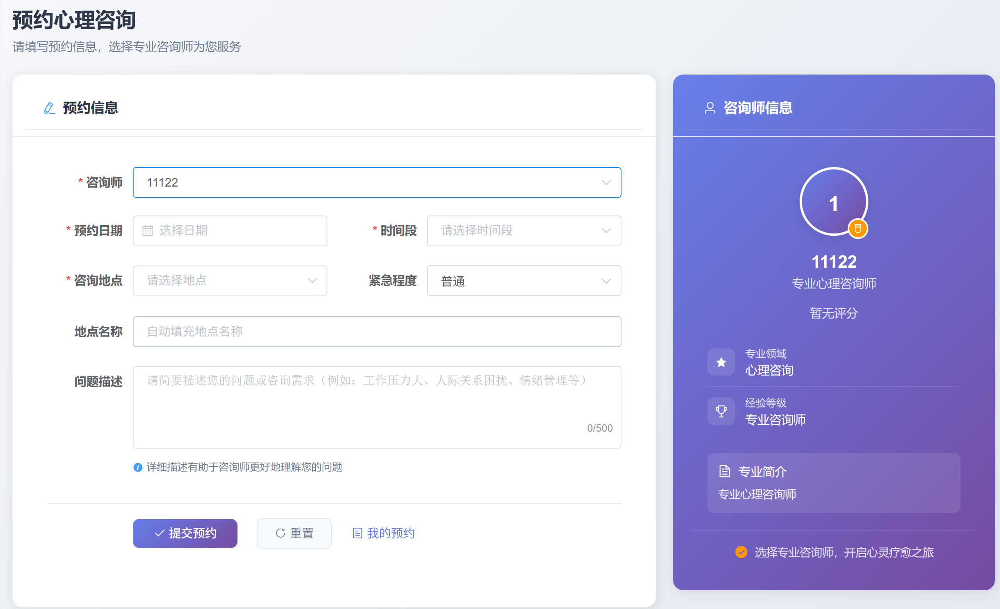 预约心理咨询
请填写预约信息，选择专业咨询师为您服务
预约信息
* 咨询师 11122
* 预约日期 选择日期 * 时间段 请选择时间段
* 咨询地点 请选择地点 紧急程度 普通
地点名称 自动填充地点名称
问题描述 请简要描述您的问题或咨询需求（例如：工作压力大、人际关系困扰、情绪管理等）
0/500
详细描述有助于咨询师更好地理解您的问题
提交预约 重置 我的预约
咨询师信息
1
11122
专业心理咨询师
暂无评分
专业领域
心理咨询
经验等级
专业咨询师
专业简介
专业心理咨询师
选择专业咨询师，开启心灵疗愈之旅